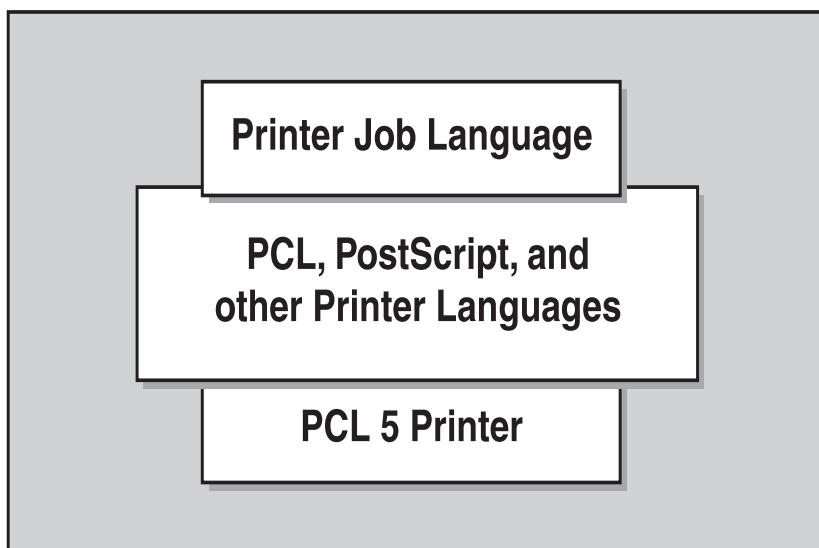 Printer Job Language
PCL, PostScript, and
other Printer Languages
PCL 5 Printer